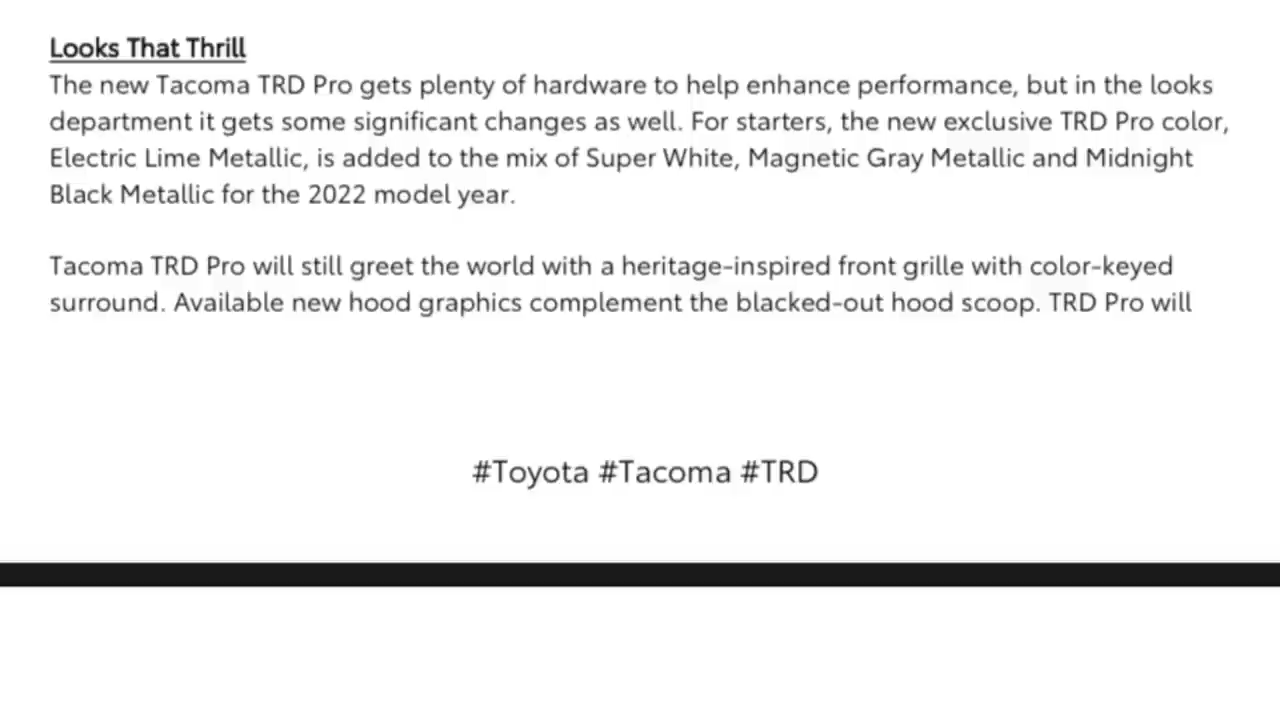 Looks That Thrill
The new Tacoma TRD Pro gets plenty of hardware to help enhance performance, but in the looks
department it gets some significant changes as well. For starters, the new exclusive TRD Pro color,
Electric Lime Metallic, is added to the mix of Super White, Magnetic Gray Metallic and Midnight
Black Metallic for the 2022 model year.
Tacoma TRD Pro will still greet the world with a heritage-inspired front grille with color-keyed
surround. Available new hood graphics complement the blacked-out hood scoop. TRD Pro will
#Toyota #Tacoma #TRD